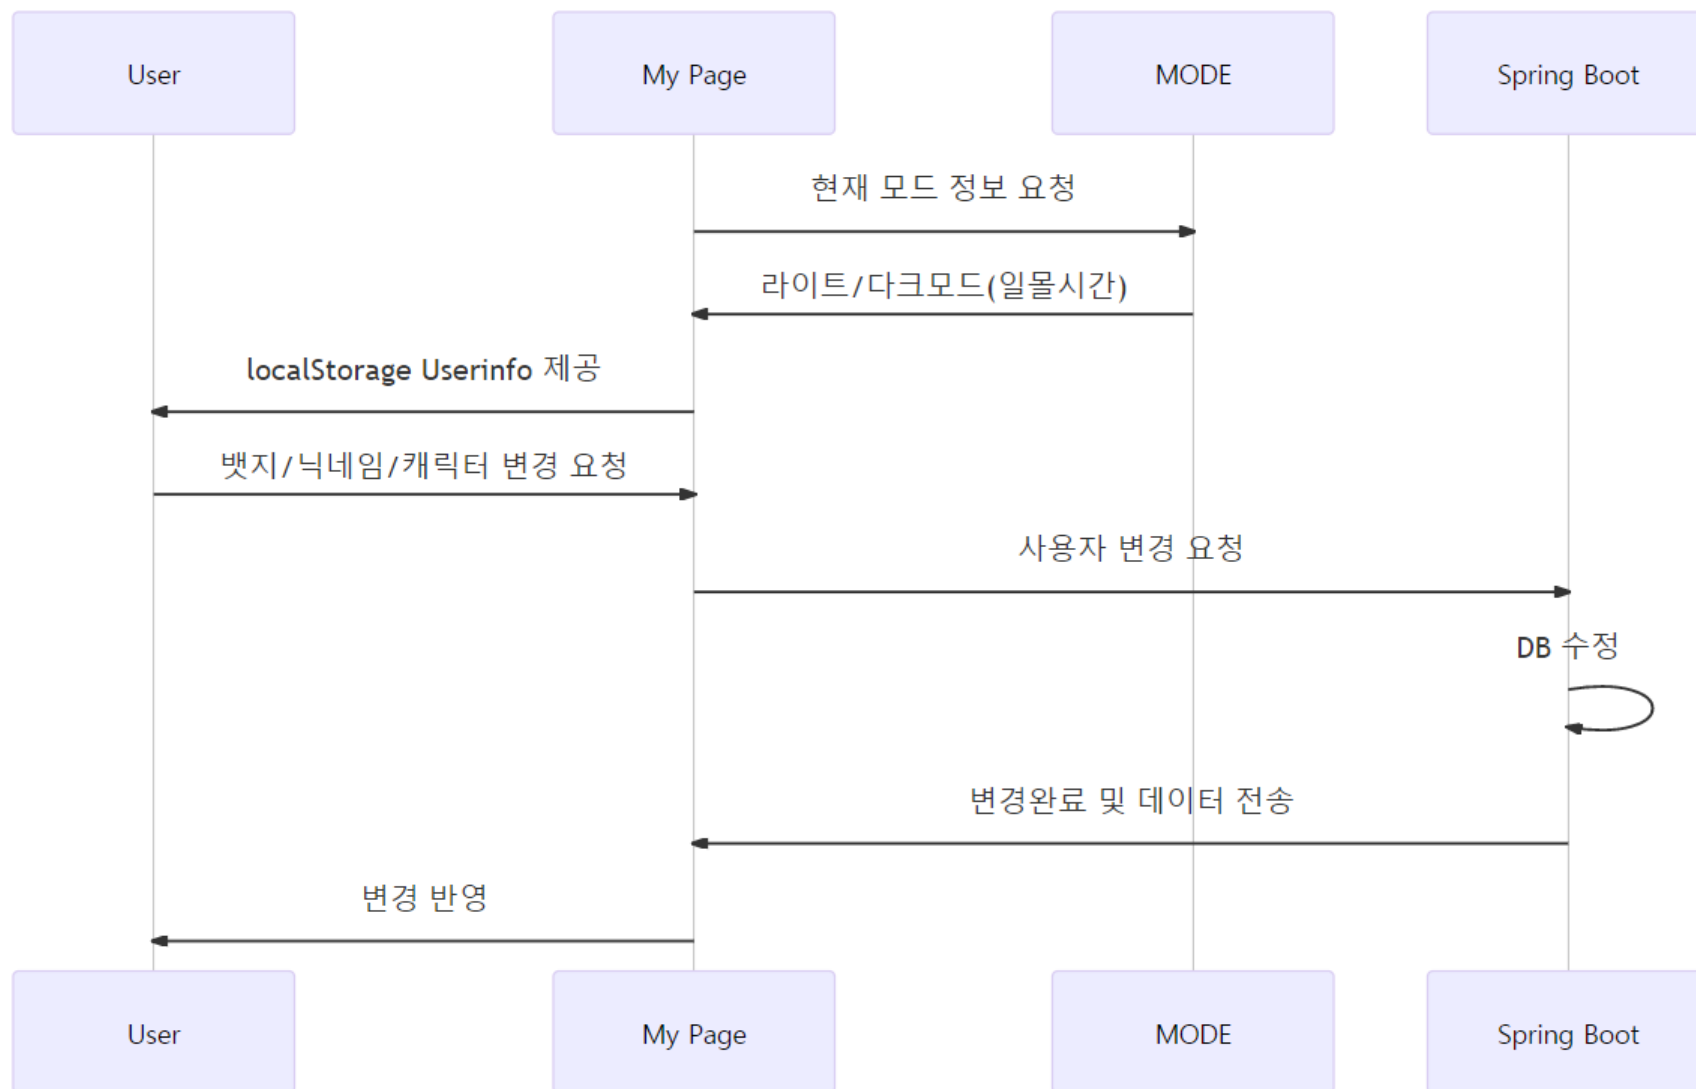 User
My Page
MODE
Spring Boot
현재 모드 정보 요청
라이트/다크모드(일몰시간)
localStorage Userinfo 제공
뱃지/닉네임/캐릭터 변경 요청
사용자 변경 요청
DB 수정
변경완료 및 데이터 전송
변경 반영
User
My Page
MODE
Spring Boot